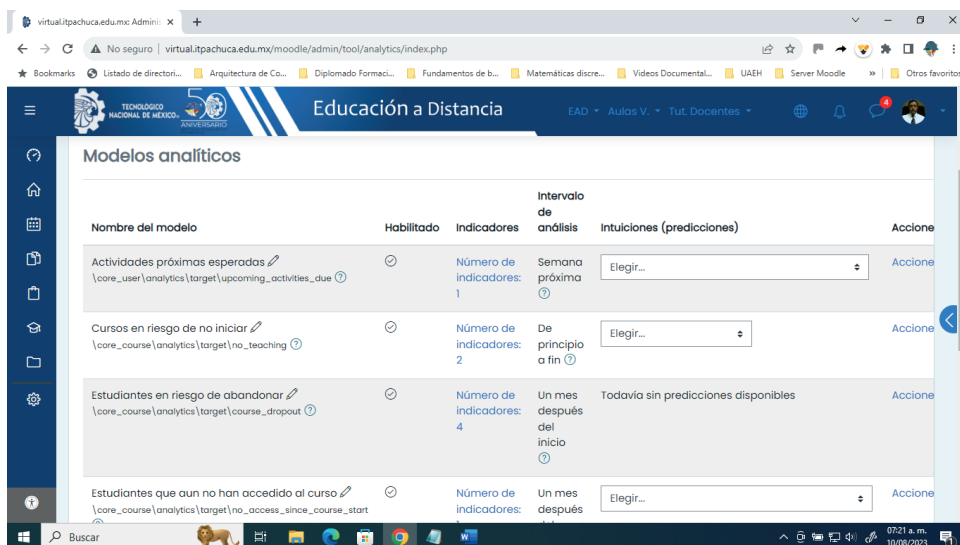 virtual.itpachuca.edu.mx: Adminis
No seguro | virtual.itpachuca.edu.mx/moodle/admin/tool/analytics/index.php
Bookmarks Listado de directori... Arquitectura de Co... Diplomado Formaci... Fundamentos de b... Matemáticas discre... Videos Documental... UAEH Server Moodle » Otros favoritos
TECNOLÓGICO
NACIONAL DE MÉXICO
50
ANIVERSARIO
Educación a Distancia
EAD Aulas V. Tut. Docentes
4
Modelos analíticos
Nombre del modelo Habilitado Indicadores Intervalo de análisis Intuiciones (predicciones) Accione
Actividades próximas esperadas
\core_user\analytics\target\upcoming_activities_due
Número de indicadores: 1
Semana próxima
Elegir...
Accione
Cursos en riesgo de no iniciar
\core_course\analytics\target\no_teaching
Número de indicadores: 2
De principio a fin
Elegir...
Accione
Estudiantes en riesgo de abandonar
\core_course\analytics\target\course_dropout
Número de indicadores: 4
Un mes después del inicio
Todavía sin predicciones disponibles
Accione
Estudiantes que aun no han accedido al curso
\core_course\analytics\target\no_access_since_course_start
Número de indicadores:
Un mes después
Elegir...
Accione
Buscar
07:21 a. m.
10/08/2023